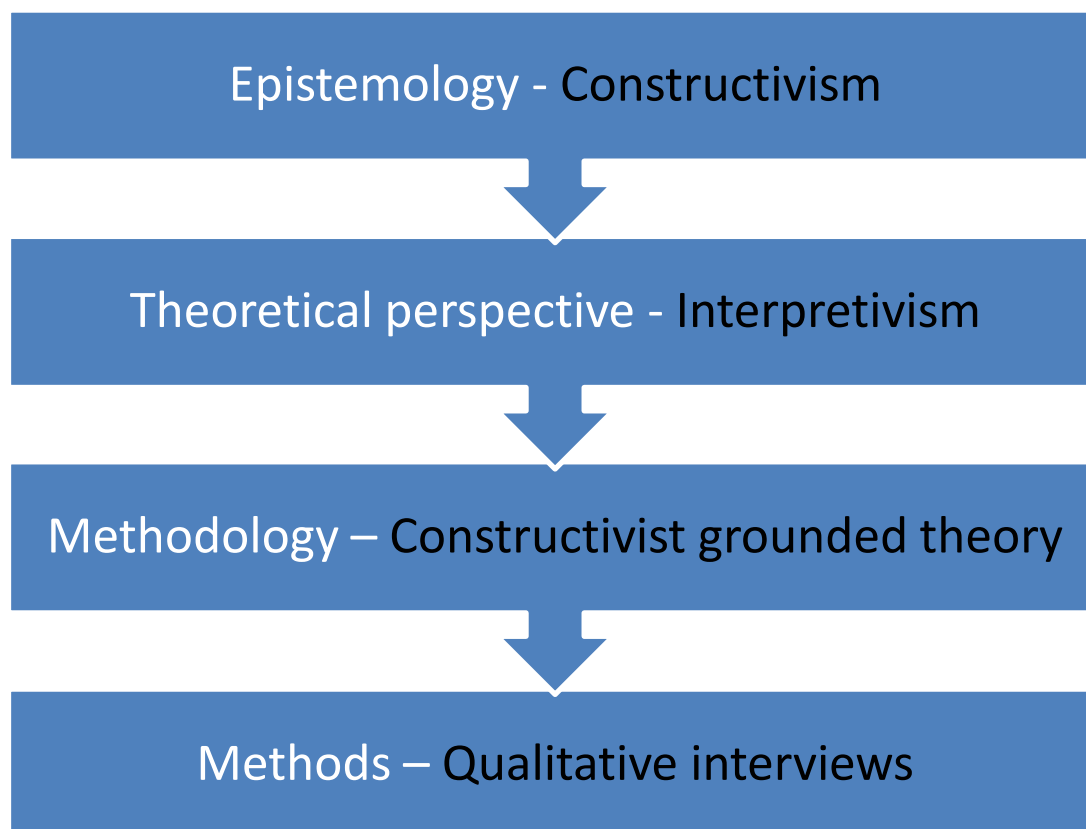 Epistemology - Constructivism
Theoretical perspective - Interpretivism
Methodology – Constructivist grounded theory
Methods – Qualitative interviews